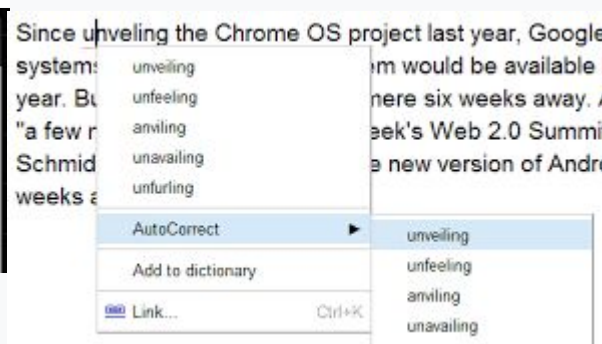 Since unveling the Chrome OS project last year, Google
systems em would be available
year. Bu mere six weeks away.
"a few eek's Web 2.0 Summi
Schmid e new version of Andr
weeks a
unveiling
unfeeling
anviling
unavailing
unfurling
AutoCorrect
Add to dictionary
Link... Ctrl+K
unveiling
unfeeling
anviling
unavailing